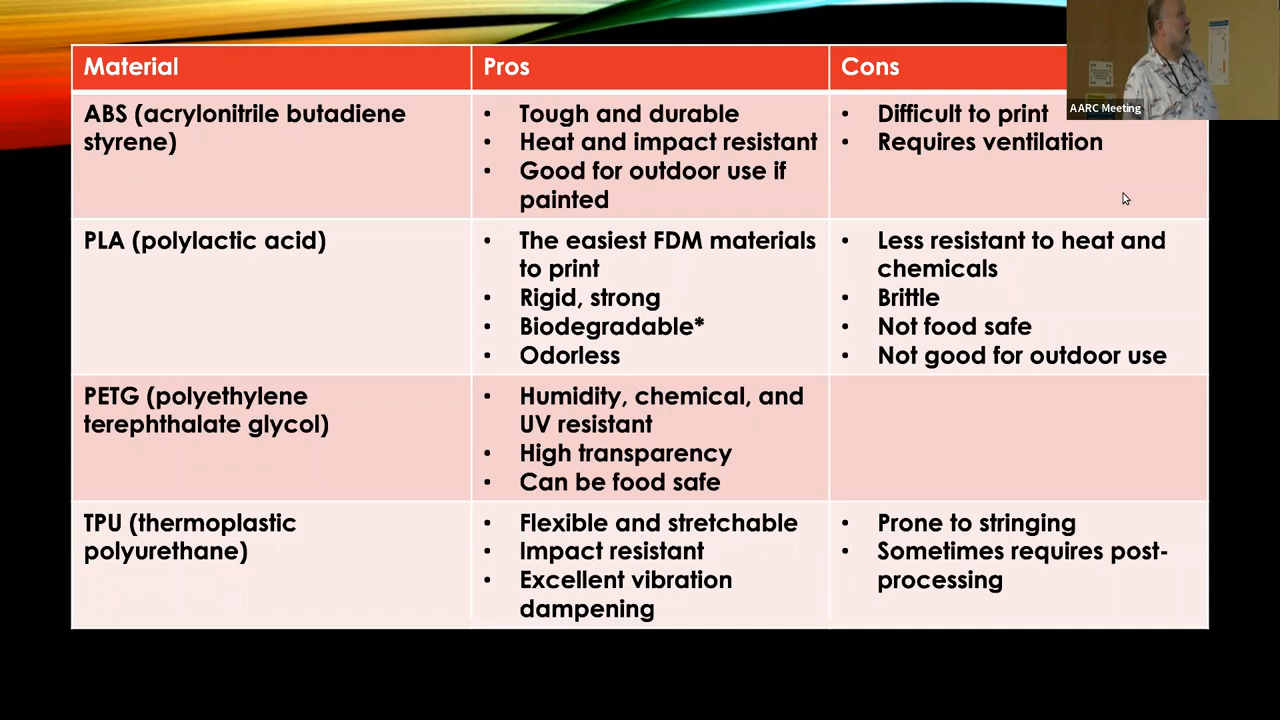 Material
Pros
Cons
ABS (acrylonitrile butadiene
styrene)
• Tough and durable
• Heat and impact resistant
• Good for outdoor use if
painted
• Difficult to print
• Requires ventilation
PLA (polylactic acid)
• The easiest FDM materials
to print
• Rigid, strong
• Biodegradable*
• Odorless
• Less resistant to heat and
chemicals
• Brittle
• Not food safe
• Not good for outdoor use
PETG (polyethylene
terephthalate glycol)
• Humidity, chemical, and
UV resistant
• High transparency
• Can be food safe
TPU (thermoplastic
polyurethane)
• Flexible and stretchable
• Impact resistant
• Excellent vibration
dampening
• Prone to stringing
• Sometimes requires post-
processing
AARC Meeting